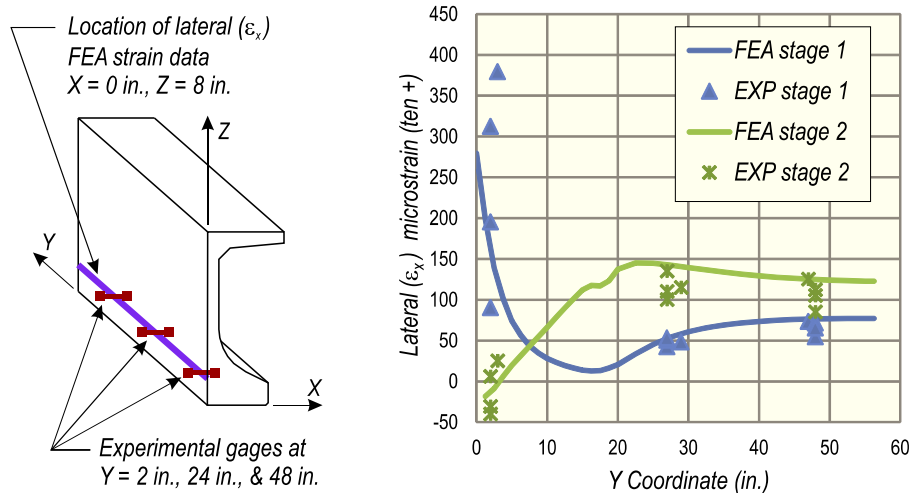 Location of lateral (εx)
FEA strain data
X = 0 in., Z = 8 in.
Z
Y
X
Experimental gages at
Y = 2 in., 24 in., & 48 in.
Lateral (εx) microstrain (ten +)
450
400
350
300
250
200
150
100
50
0
-50
0
10
20
30
40
50
60
Y Coordinate (in.)
FEA stage 1
EXP stage 1
FEA stage 2
EXP stage 2